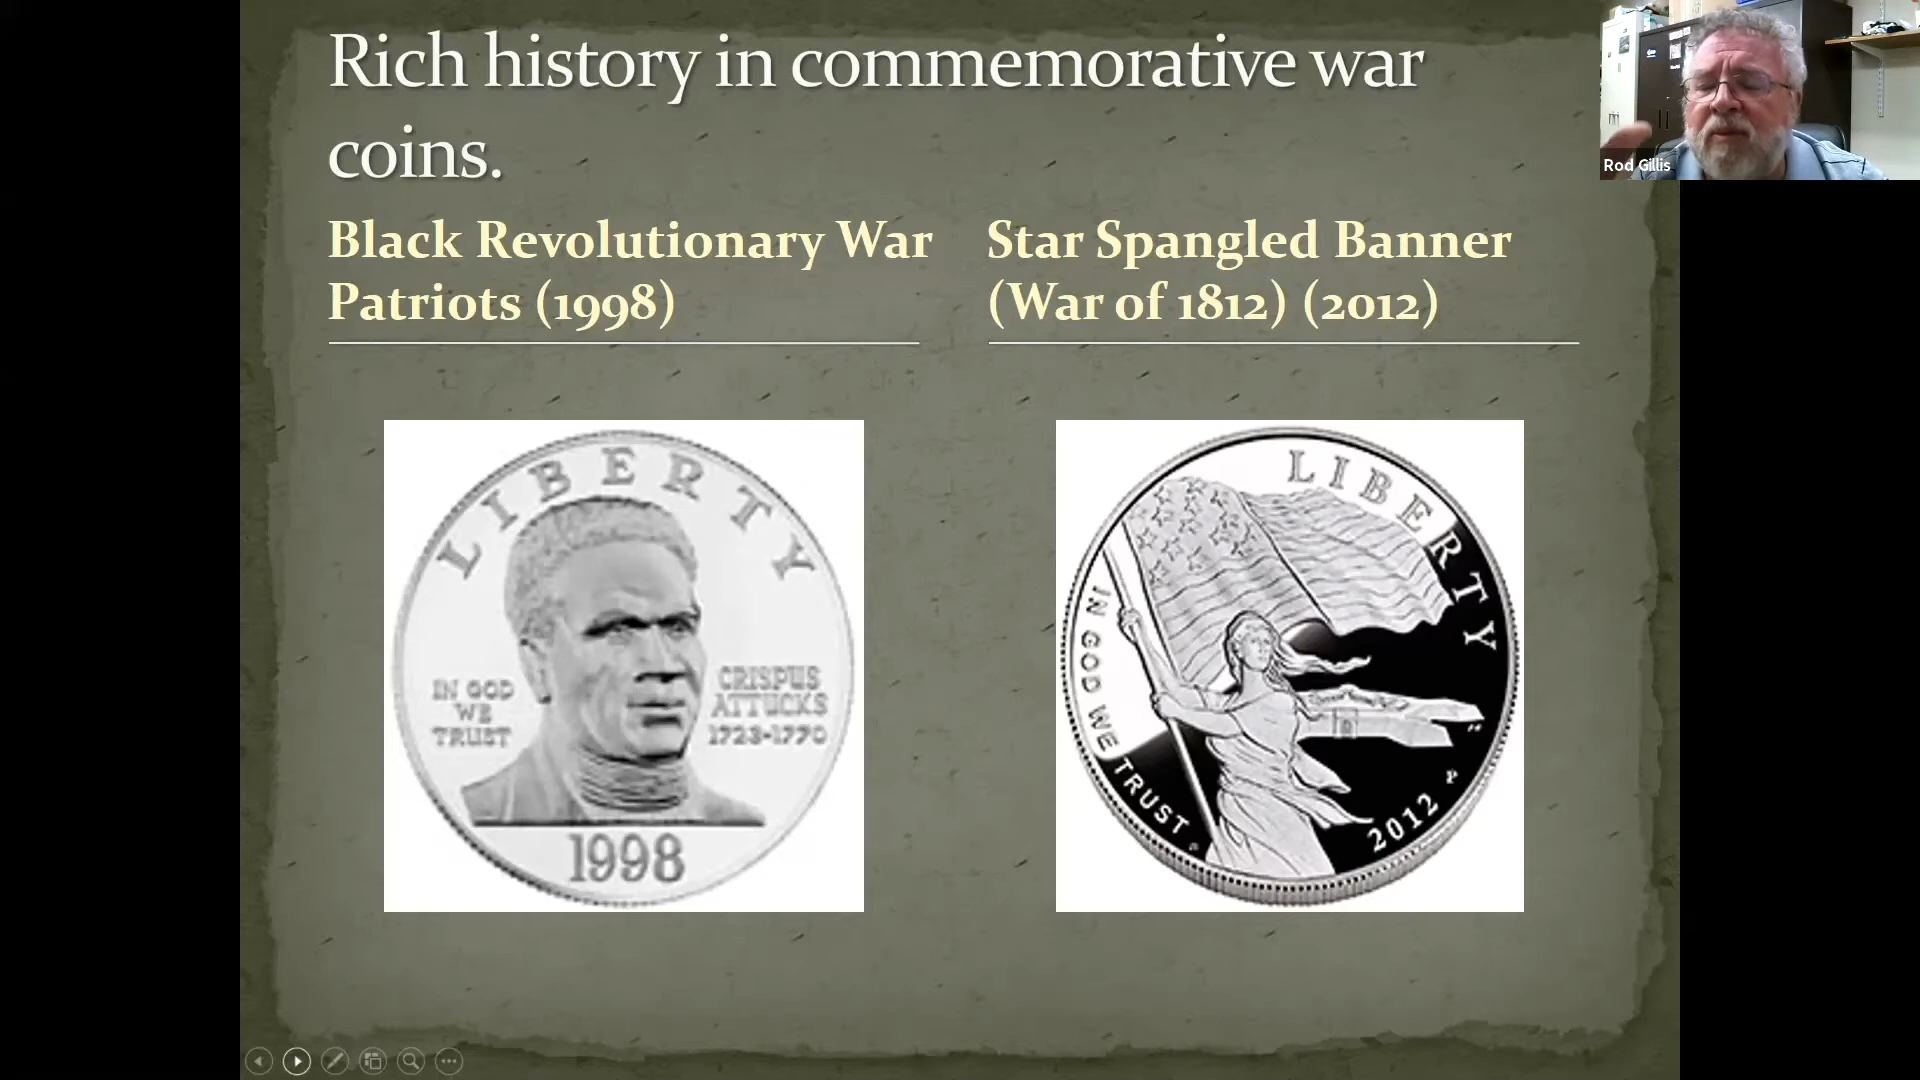 Rich history in commemorative war
coins.
Rod Gillis
Black Revolutionary War
Patriots (1998)
Star Spangled Banner
(War of 1812) (2012)
LIBERTY
IN GOD
WE
TRUST
CRISPUS
ATTUCKS
1723-1770
1998
LIBERTY
IN GOD WE TRUST
P
2012